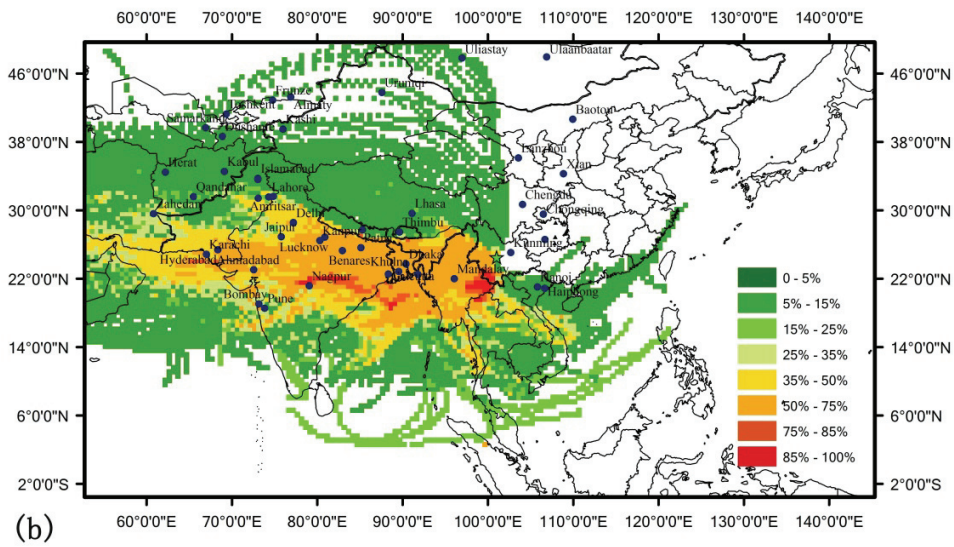 60°0'0"E 70°0'0"E 80°0'0"E 90°0'0"E 100°0'0"E 110°0'0"E 120°0'0"E 130°0'0"E 140°0'0"E
Uliastay Ulaanbaatar
46°0'0"N 46°0'0"N
Urumqi
Frunze
Almaty
Tashkent Baotou
Samarkand Kashi
Dushanbe
38°0'0"N 38°0'0"N
Lanzhou
Herat Kabul Islamabad Xian
Qandahar Lahora Chengdu
Amritsar Lhasa Chongqing
30°0'0"N Zahedan 30°0'0"N
Delhi Thimbu
Jaipur Kanpur
Karachi Lucknow Patna Kunming
Benares Dhaka
Hyderabad Ahmadabad Khulna
22°0'0"N Nagpur Mandalay Hanoi 22°0'0"N
Haiphong
Bombay Pune
0 - 5%
5% - 15%
14°0'0"N 15% - 25% 14°0'0"N
25% - 35%
35% - 50%
6°0'0"N 50% - 75% 6°0'0"N
75% - 85%
85% - 100%
2°0'0"S 2°0'0"S
60°0'0"E 70°0'0"E 80°0'0"E 90°0'0"E 100°0'0"E 110°0'0"E 120°0'0"E 130°0'0"E 140°0'0"E
(b)